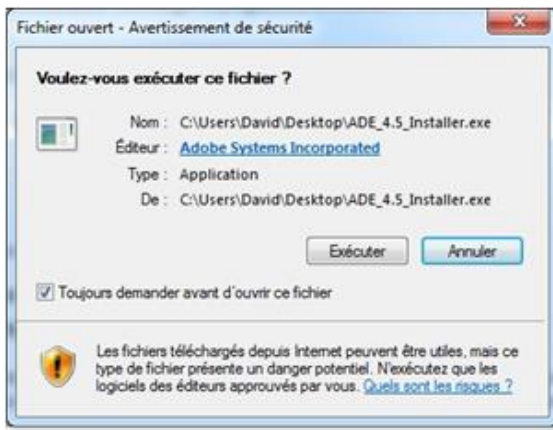 Fichier ouvert - Avertissement de sécurité
Voulez-vous exécuter ce fichier ?
Nom : C:\Users\David\Desktop\ADE_4.5_Installer.exe
Éditeur : Adobe Systems Incorporated
Type : Application
De : C:\Users\David\Desktop\ADE_4.5_Installer.exe
Exécuter Annuler
Toujours demander avant d'ouvrir ce fichier
Les fichiers téléchargés depuis Internet peuvent être utiles, mais ce
type de fichier présente un danger potentiel. N'exécutez que les
logiciels des éditeurs approuvés par vous. Quels sont les risques ?